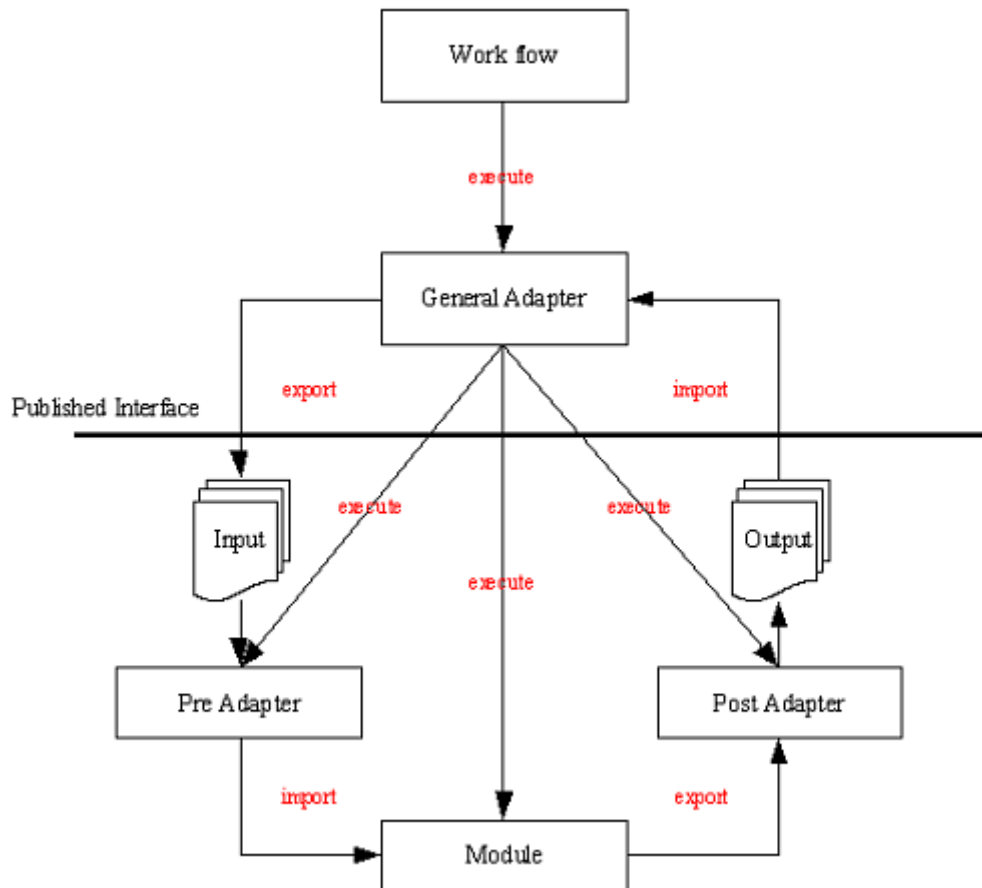 Work flow
execute
General Adapter
export
import
Published Interface
Input
execute
execute
Output
execute
Pre Adapter
Post Adapter
import
export
Module